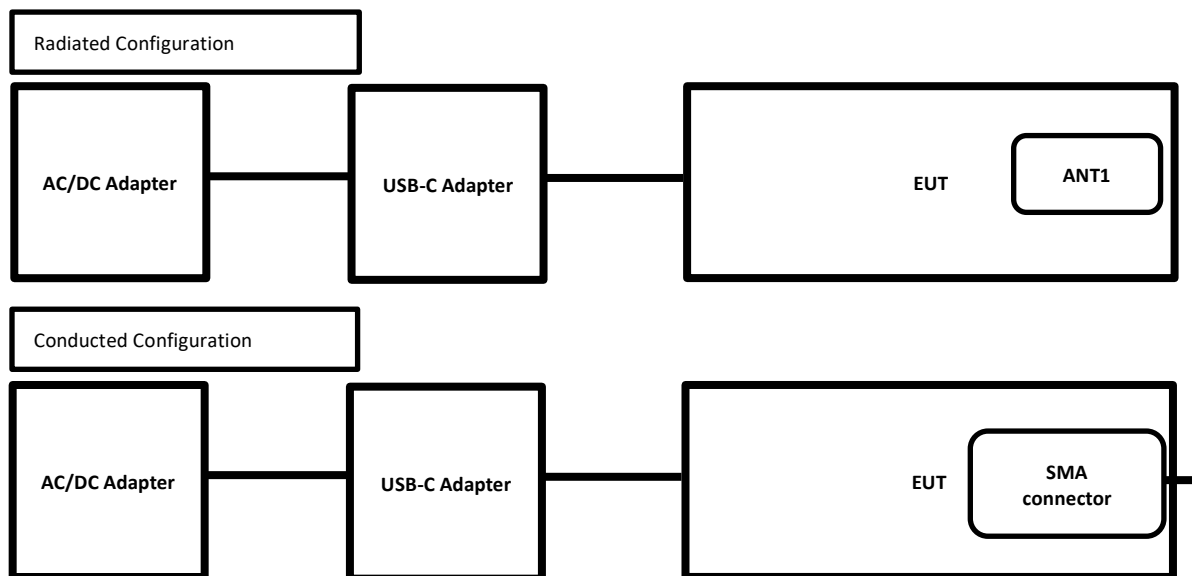 Radiated Configuration
AC/DC Adapter
USB-C Adapter
EUT
ANT1
Conducted Configuration
AC/DC Adapter
USB-C Adapter
EUT
SMA
connector